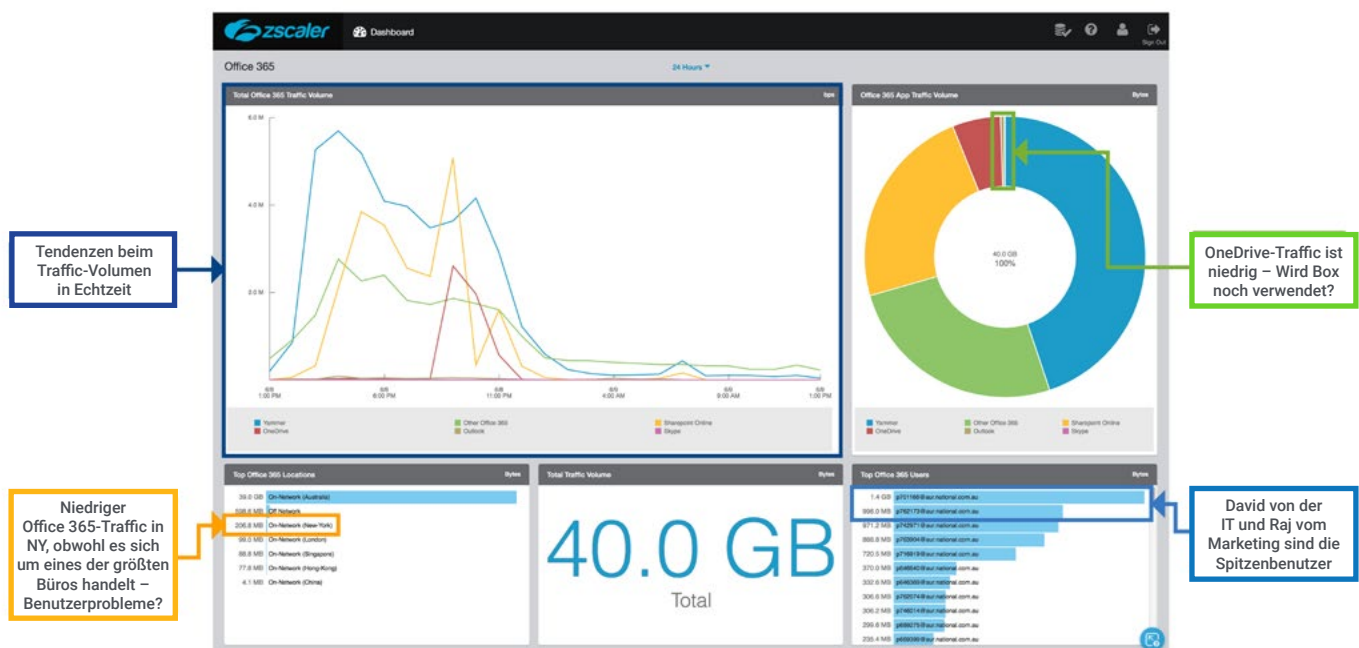 zscaler
Dashboard
Sign Out
Office 365
24 Hours
Total Office 365 Traffic Volume
bps
6.0 M
4.0 M
2.0 M
6/8
1:00 PM
6:00 PM
11:00 PM
4:00 AM
9:00 AM
1:00 PM
Yammer
Other Office 365
Sharepoint Online
OneDrive
Outlook
Skype
Office 365 App Traffic Volume
Bytes
40.0 GB
100%
Yammer
Other Office 365
Sharepoint Online
OneDrive
Outlook
Skype
Tendenzen beim
Traffic-Volumen
in Echtzeit
OneDrive-Traffic ist
niedrig – Wird Box
noch verwendet?
Top Office 365 Locations
Bytes
39.0 GB On-Network (Australia)
Off Network
206.8 MB On-Network (New-York)
99.0 MB On-Network (London)
88.8 MB On-Network (Singapore)
77.8 MB On-Network (Hong-Kong)
4.1 MB On-Network (China)
Total Traffic Volume
Bytes
40.0 GB
Total
Top Office 365 Users
Bytes
1.4 GB
998.0 MB
971.2 MB
866.8 MB
720.5 MB
370.0 MB
332.6 MB
306.6 MB
306.2 MB
299.8 MB
235.4 MB
Niedriger
Office 365-Traffic in
NY, obwohl es sich
um eines der größten
Büros handelt –
Benutzerprobleme?
David von der
IT und Raj vom
Marketing sind die
Spitzenbenutzer